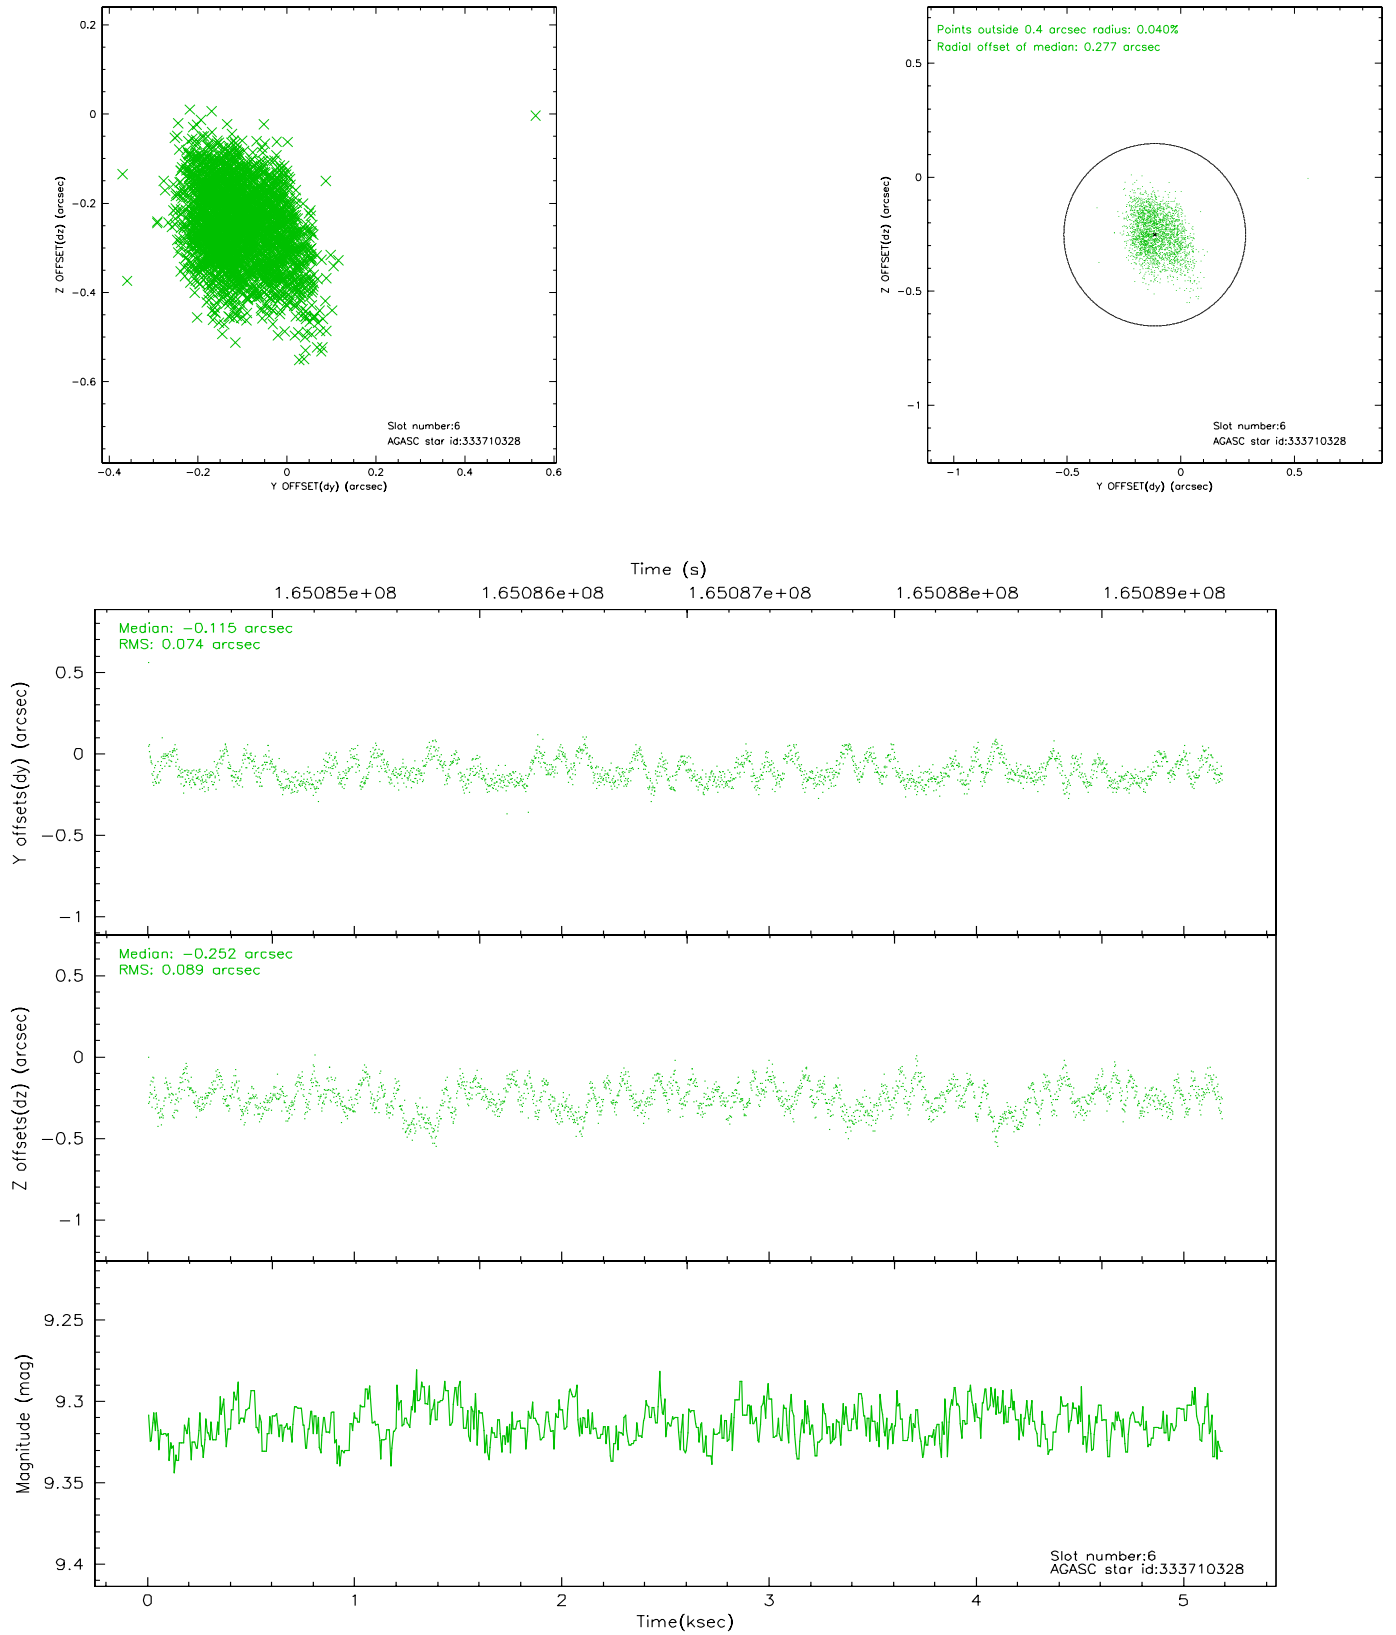 0.2
0
−0.2
−0.4
−0.6
Z OFFSET(dz) (arcsec)
−0.4 −0.2 0 0.2 0.4 0.6
Y OFFSET(dy) (arcsec)
Slot number:6
AGASC star id:333710328
Points outside 0.4 arcsec radius: 0.040%
Radial offset of median: 0.277 arcsec
0.5
0
−0.5
−1
Z OFFSET(dz) (arcsec)
−1 −0.5 0 0.5
Y OFFSET(dy) (arcsec)
Slot number:6
AGASC star id:333710328
Time (s)
1.65085e+08 1.65086e+08 1.65087e+08 1.65088e+08 1.65089e+08
Median: −0.115 arcsec
RMS: 0.074 arcsec
0.5
0
−0.5
−1
Y offsets(dy) (arcsec)
Median: −0.252 arcsec
RMS: 0.089 arcsec
0.5
0
−0.5
−1
Z offsets(dz) (arcsec)
9.25
9.3
9.35
9.4
Magnitude (mag)
Slot number:6
AGASC star id:333710328
0 1 2 3 4 5
Time(ksec)